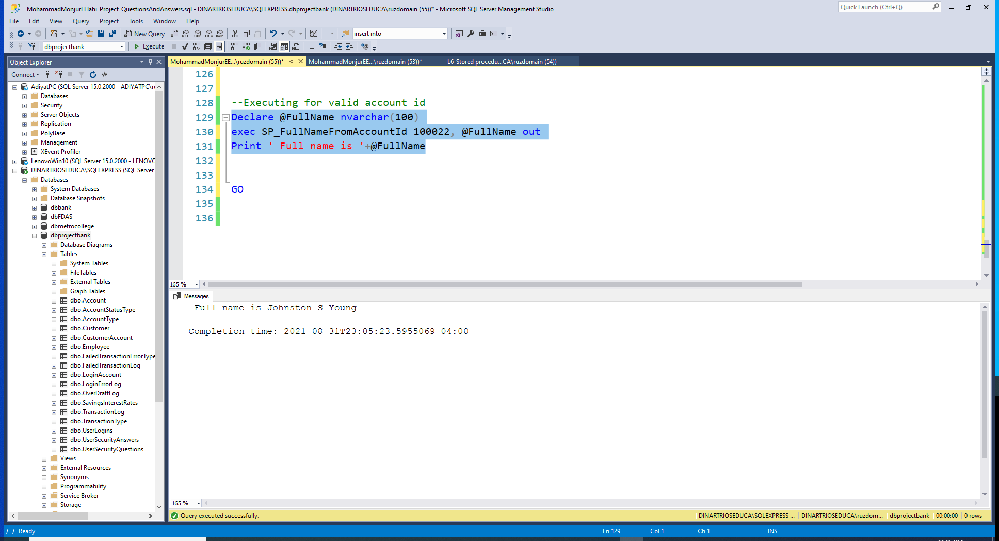 MohammadMonjurEElahi_Project_QuestionsAndAnswers.sql - DINARTRIOSEDUCA\SQLEXPRESS.dbprojectbank (DINARTRIOSEDUCA\ruzdomain (55))* - Microsoft SQL Server Management Studio
Quick Launch (Ctrl+Q)
File Edit View Query Project Tools Window Help
New Query MDX DMX XMLA DAX insert into
dbprojectbank Execute
Object Explorer
Connect
AdiyatPC (SQL Server 15.0.2000 - ADIYATPC\r
Databases
Security
Server Objects
Replication
PolyBase
Management
XEvent Profiler
LenovoWin10 (SQL Server 15.0.2000 - LENOVC
DINARTRIOSEDUCA\SQLEXPRESS (SQL Server
Databases
System Databases
Database Snapshots
dbbank
dbFDAS
dbmetrocollege
dbprojectbank
Database Diagrams
Tables
System Tables
FileTables
External Tables
Graph Tables
dbo.Account
dbo.AccountStatusType
dbo.AccountType
dbo.Customer
dbo.CustomerAccount
dbo.Employee
dbo.FailedTransactionErrorType
dbo.FailedTransactionLog
dbo.LoginAccount
dbo.LoginErrorLog
dbo.OverDraftLog
dbo.SavingsInterestRates
dbo.TransactionLog
dbo.TransactionType
dbo.UserLogins
dbo.UserSecurityAnswers
dbo.UserSecurityQuestions
Views
External Resources
Synonyms
Programmability
Service Broker
Storage
MohammadMonjurEE...\ruzdomain (55))* MohammadMonjurEE...\ruzdomain (53))* L6-Stored procedu...CA\ruzdomain (54))
126
127
128 --Executing for valid account id
129 Declare @FullName nvarchar(100)
130 exec SP_FullNameFromAccountId 100022, @FullName out
131 Print ' Full name is '+@FullName
132
133
134 GO
135
136
165 %
Messages
Full name is Johnston S Young
Completion time: 2021-08-31T23:05:23.5955069-04:00
165 %
Query executed successfully. DINARTRIOSEDUCA\SQLEXPRESS ... DINARTRIOSEDUCA\ruzdom... dbprojectbank 00:00:00 0 rows
Ready Ln 129 Col 1 Ch 1 INS